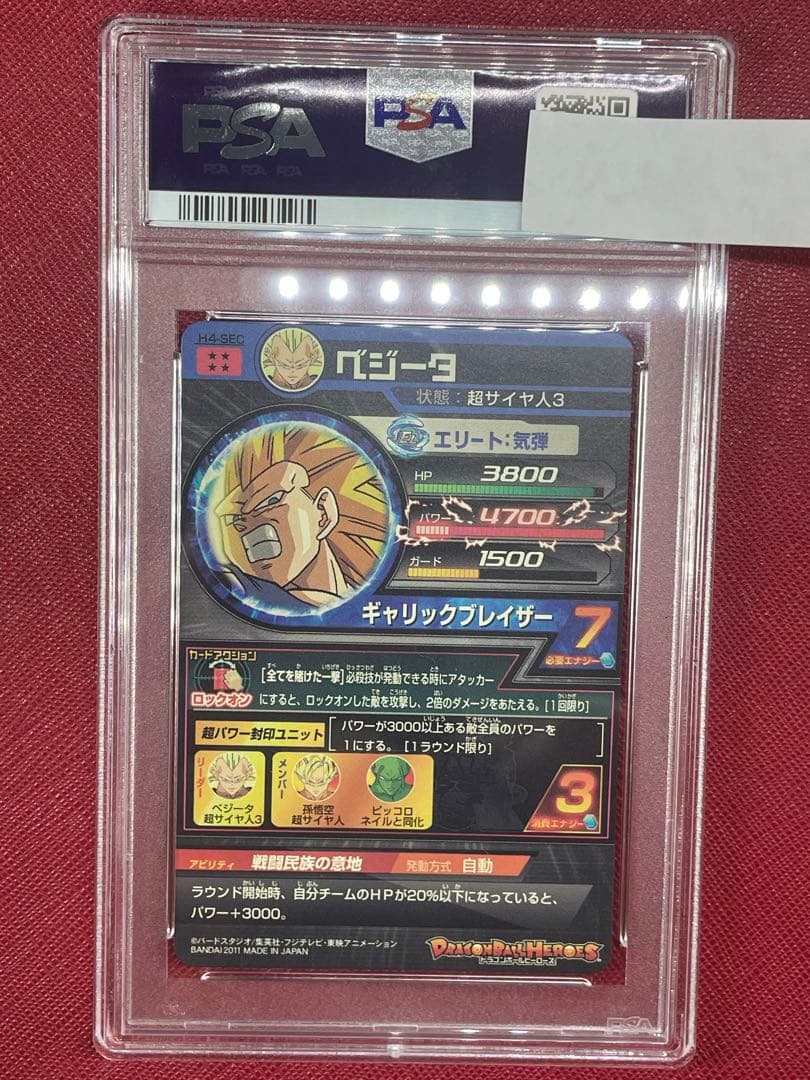 PSA
PSA
H4-SEC
ベジータ
状態：超サイヤ人3
エリート：気弾
HP 3800
パワー 4700
ガード 1500
ギャリックブレイザー
7
必要エナジー
カードアクション
ロックオン
[全てを賭けた一撃]必殺技が発動できる時にアタッカー
にすると、ロックオンした敵を攻撃し、2倍のダメージをあたえる。[1回限り]
超パワー封印ユニット
パワーが3000以上ある敵全員のパワーを
1にする。 [1ラウンド限り]
リーダー
ベジータ
超サイヤ人3
メンバー
孫悟空
超サイヤ人
ピッコロ
ネイルと同化
3
消費エナジー
アビリティ 戦闘民族の意地 発動方式 自動
ラウンド開始時、自分チームのHPが20%以下になっていると、
パワー+3000。
©バードスタジオ/集英社・フジテレビ・東映アニメーション
BANDAI 2011 MADE IN JAPAN
DRAGONBALL HEROES
ドラゴンボールヒーローズ
PSA